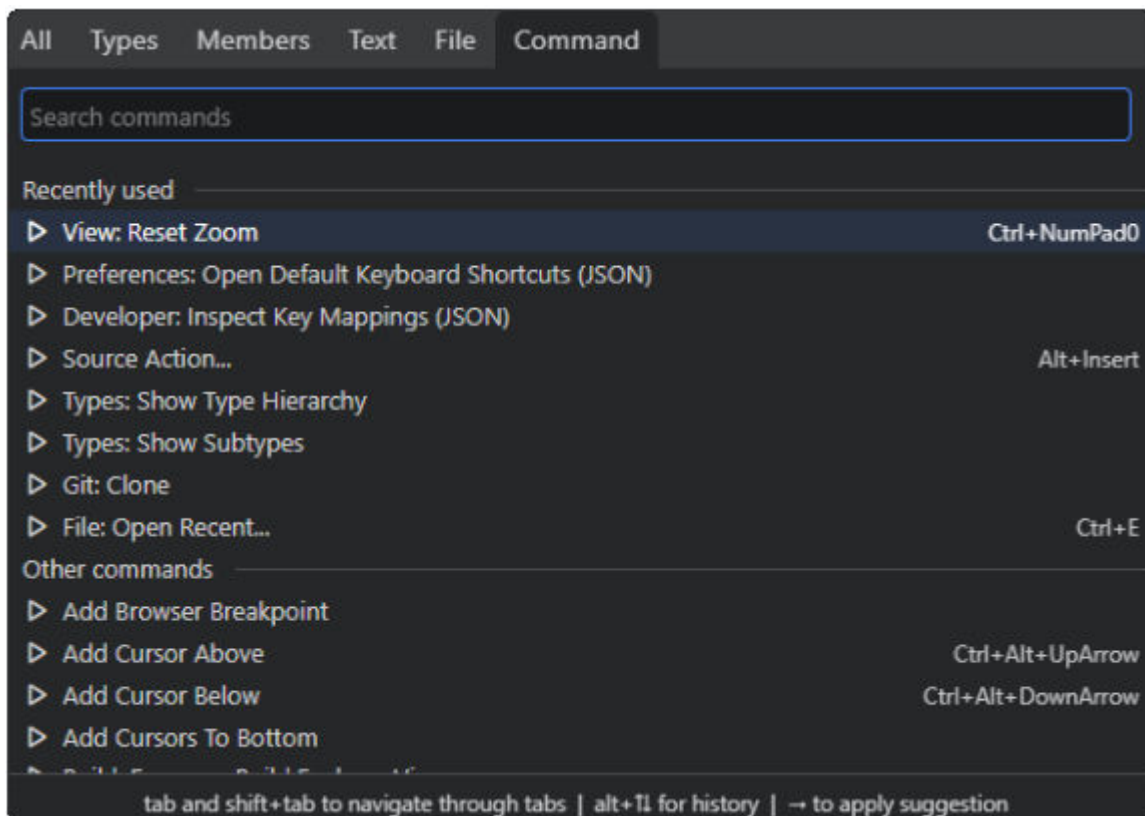 All Types Members Text File Command
Search commands
Recently used
View: Reset Zoom Ctrl+NumPad0
Preferences: Open Default Keyboard Shortcuts (JSON)
Developer: Inspect Key Mappings (JSON)
Source Action... Alt+Insert
Types: Show Type Hierarchy
Types: Show Subtypes
Git: Clone
File: Open Recent... Ctrl+E
Other commands
Add Browser Breakpoint
Add Cursor Above Ctrl+Alt+UpArrow
Add Cursor Below Ctrl+Alt+DownArrow
Add Cursors To Bottom
tab and shift+tab to navigate through tabs | alt+⇅ for history | → to apply suggestion